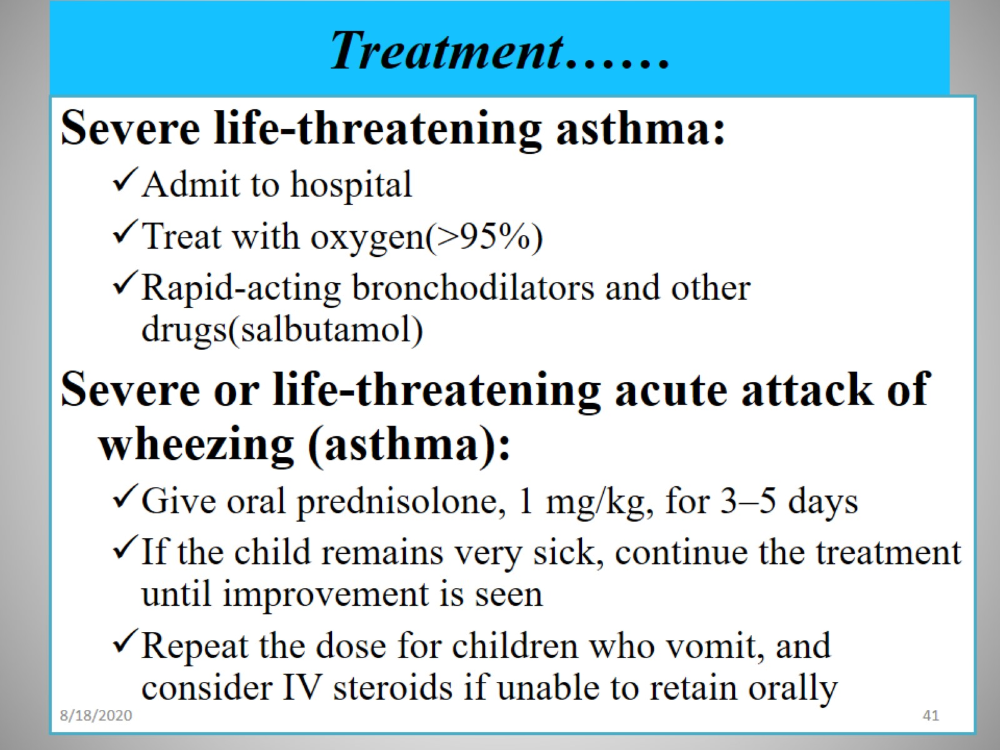 Treatment......
Severe life-threatening asthma:
✓Admit to hospital
✓Treat with oxygen(>95%)
✓Rapid-acting bronchodilators and other
drugs(salbutamol)
Severe or life-threatening acute attack of
wheezing (asthma):
✓Give oral prednisolone, 1 mg/kg, for 3–5 days
✓If the child remains very sick, continue the treatment
until improvement is seen
✓Repeat the dose for children who vomit, and
consider IV steroids if unable to retain orally
8/18/2020
41